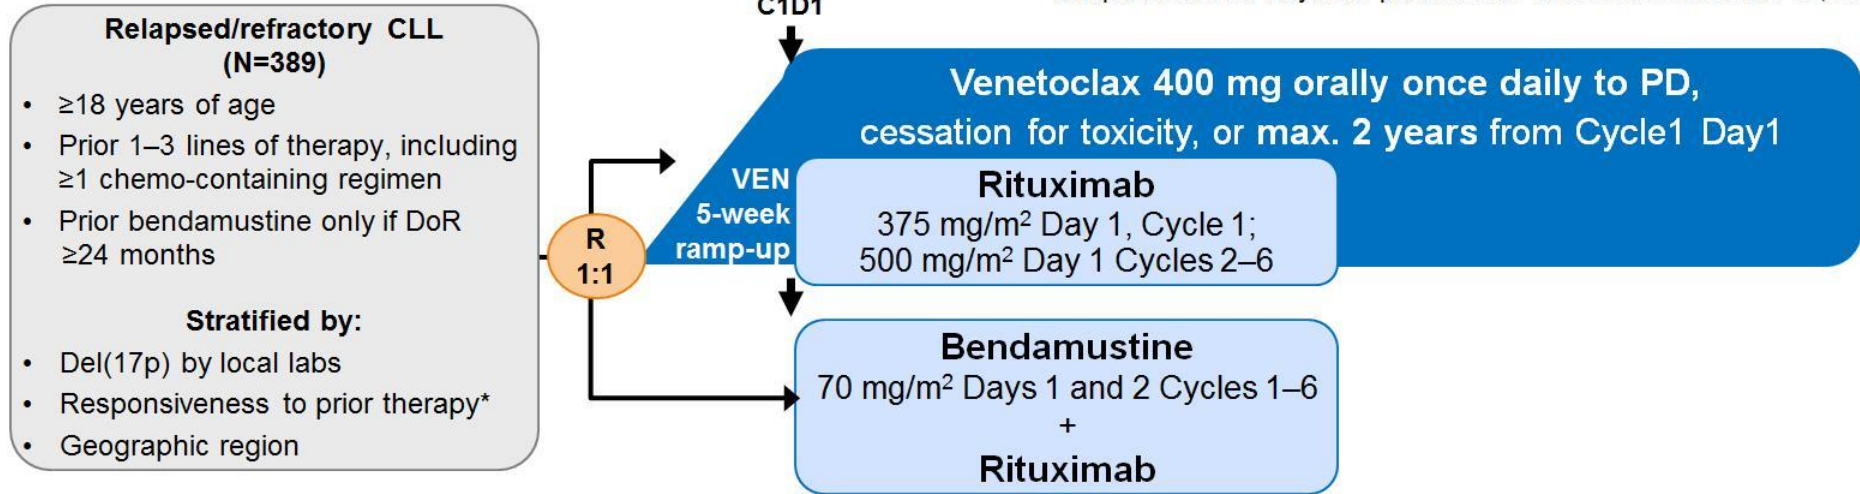 Relapsed/refractory CLL
(N=389)
• ≥18 years of age
• Prior 1–3 lines of therapy, including
≥1 chemo-containing regimen
• Prior bendamustine only if DoR
≥24 months
Stratified by:
• Del(17p) by local labs
• Responsiveness to prior therapy*
• Geographic region
R
1:1
C1D1
Venetoclax 400 mg orally once daily to PD,
cessation for toxicity, or max. 2 years from Cycle1 Day1
VEN
5-week
ramp-up
Rituximab
375 mg/m² Day 1, Cycle 1;
500 mg/m² Day 1 Cycles 2–6
Bendamustine
70 mg/m² Days 1 and 2 Cycles 1–6
+
Rituximab